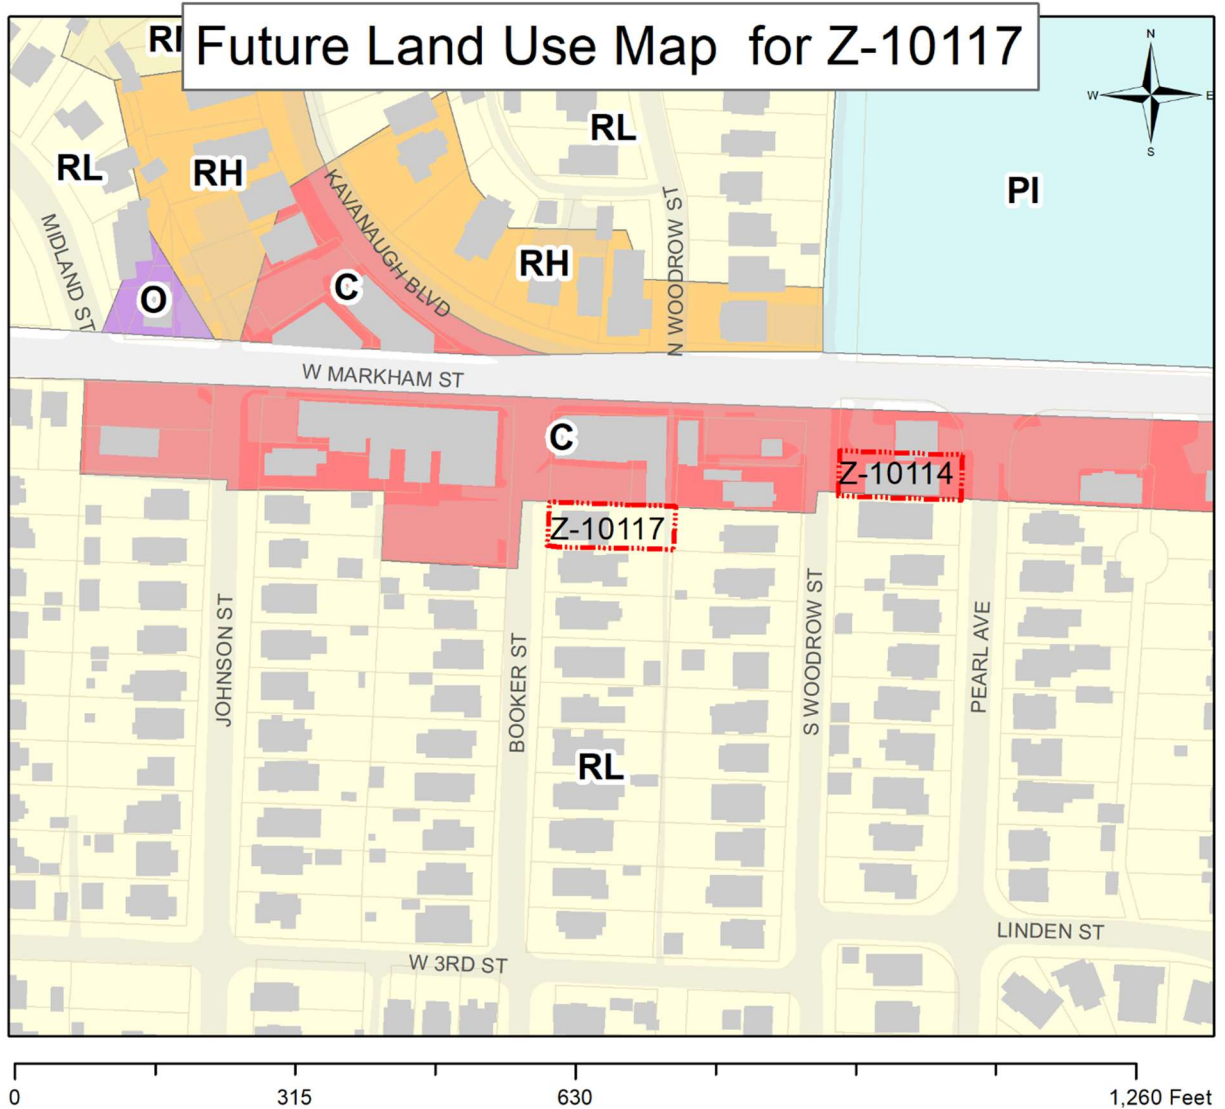 Future Land Use Map for Z-10117
N
W E
S
RL
RL
RH
PI
MIDLAND ST
KAVANAUGH BLVD
N WOODROW ST
RH
O
C
W MARKHAM ST
C
Z-10114
Z-10117
JOHNSON ST
BOOKER ST
S WOODROW ST
PEARL AVE
RL
LINDEN ST
W 3RD ST
0 315 630 1,260 Feet